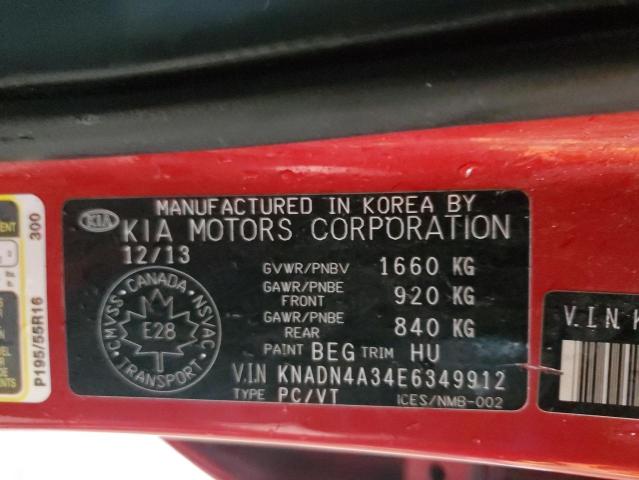 MANUFACTURED IN KOREA BY
KIA KIA MOTORS CORPORATION
12/13
GVWR/PNBV 1660 KG
GAWR/PNBE FRONT 920 KG
GAWR/PNBE REAR 840 KG
CANADA
CMVSS NSVAC
E28
TRANSPORT
PAINT BEG TRIM HU
V.I.N KNADN4A34E6349912
TYPE PC/VT ICES/NMB-002
300
P195/55R16
V.I.N. K